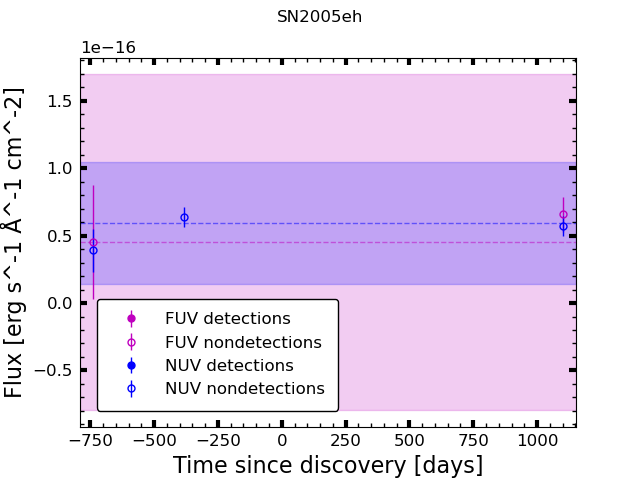 SN2005eh
1e−16
1.5
1.0
0.5
0.0
−0.5
Flux [erg s^-1 Å^-1 cm^-2]
FUV detections
FUV nondetections
NUV detections
NUV nondetections
−750 −500 −250 0 250 500 750 1000
Time since discovery [days]